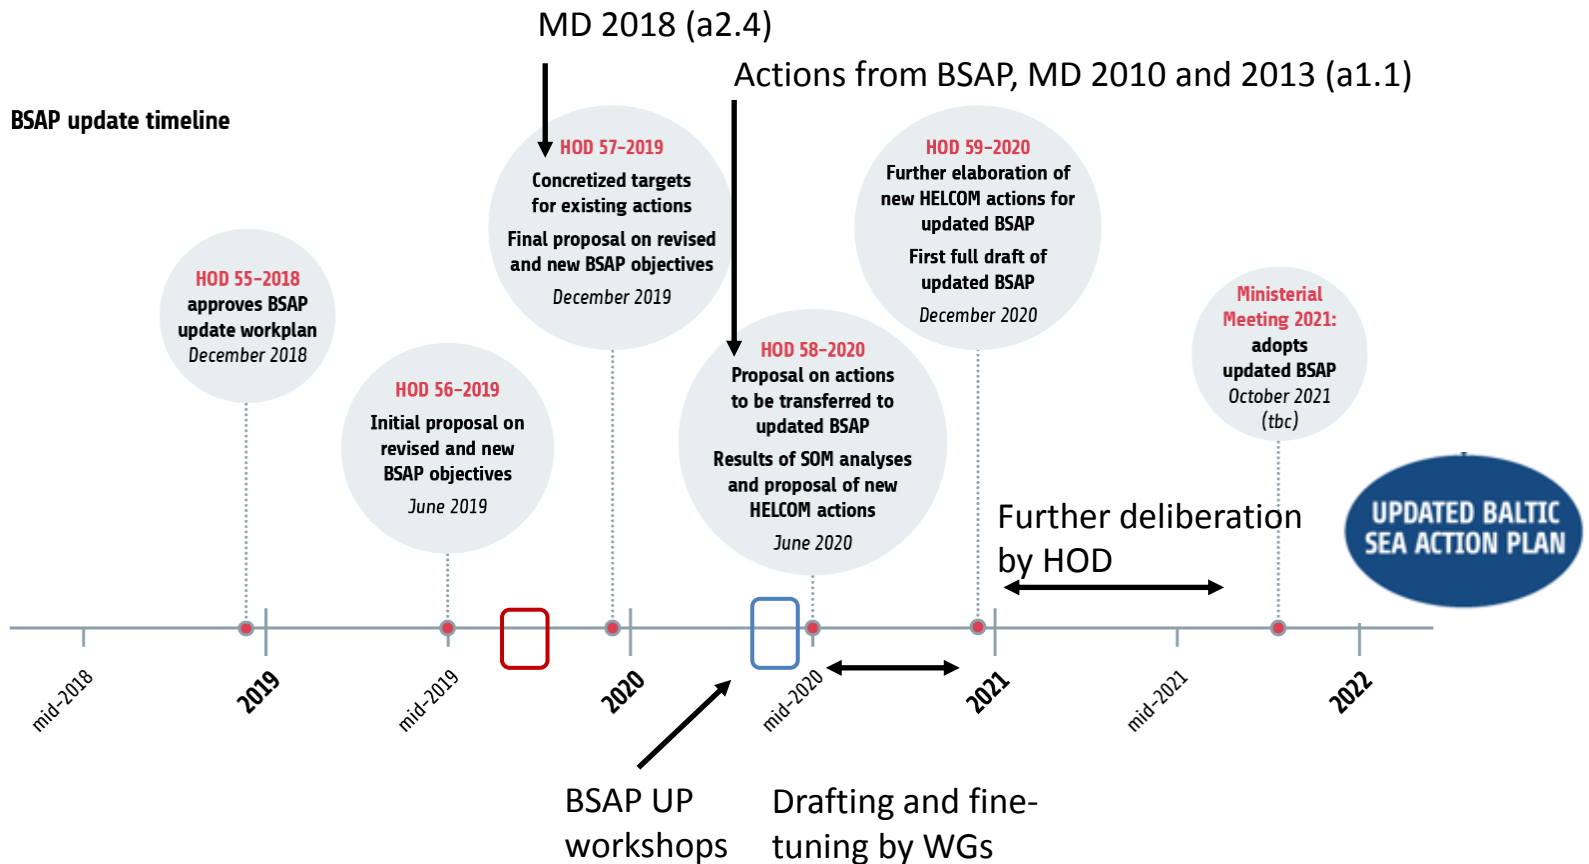 MD 2018 (a2.4)
Actions from BSAP, MD 2010 and 2013 (a1.1)
BSAP update timeline
HOD 55-2018
approves BSAP
update workplan
December 2018
HOD 56-2019
Initial proposal on
revised and new
BSAP objectives
June 2019
HOD 57-2019
Concretized targets
for existing actions
Final proposal on revised
and new BSAP objectives
December 2019
HOD 58-2020
Proposal on actions
to be transferred to
updated BSAP
Results of SOM analyses
and proposal of new
HELCOM actions
June 2020
HOD 59-2020
Further elaboration of
new HELCOM actions for
updated BSAP
First full draft of
updated BSAP
December 2020
Ministerial
Meeting 2021:
adopts
updated BSAP
October 2021
(tbc)
Further deliberation
by HOD
UPDATED BALTIC
SEA ACTION PLAN
mid-2018
2019
mid-2019
2020
mid-2020
2021
mid-2021
2022
BSAP UP
workshops
Drafting and fine-
tuning by WGs